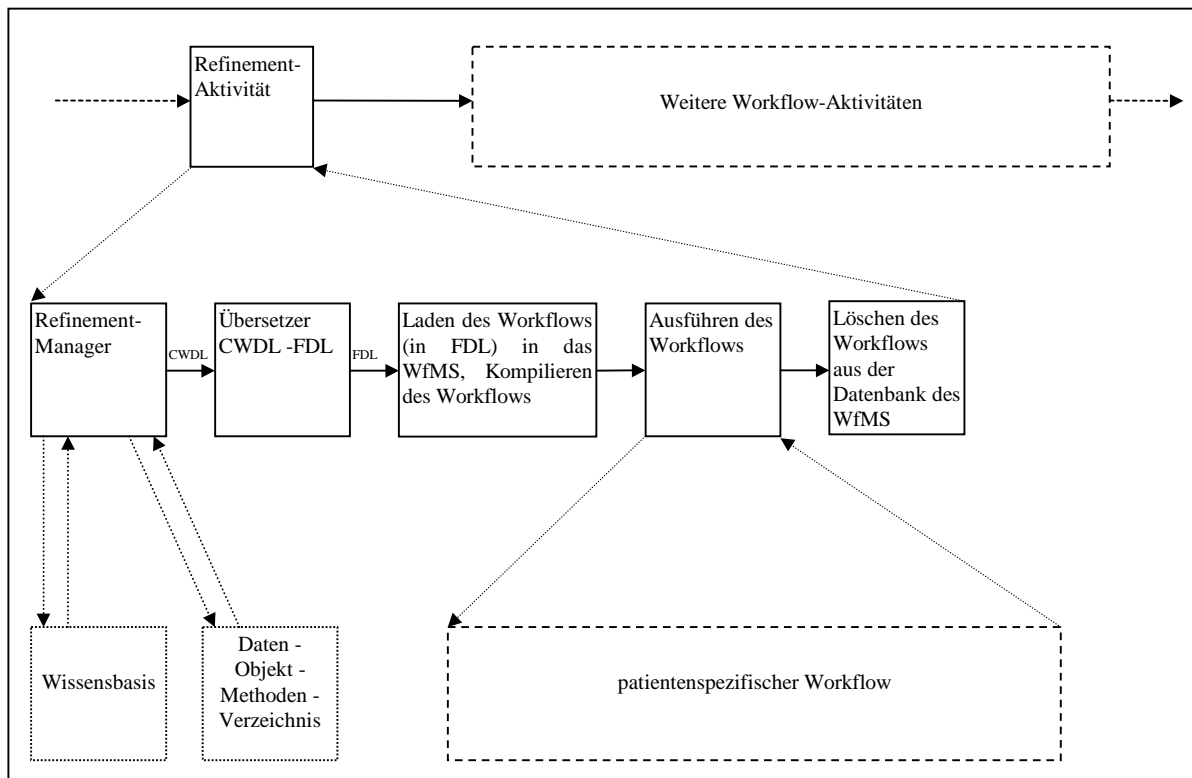 Refinement-
Aktivität
Weitere Workflow-Aktivitäten
Refinement-
Manager
CWDL
Übersetzer
CWDL -FDL
FDL
Laden des Workflows
(in FDL) in das
WfMS, Kompilieren
des Workflows
Ausführen des
Workflows
Löschen des
Workflows
aus der
Datenbank des
WfMS
Wissensbasis
Daten -
Objekt -
Methoden -
Verzeichnis
patientenspezifischer Workflow